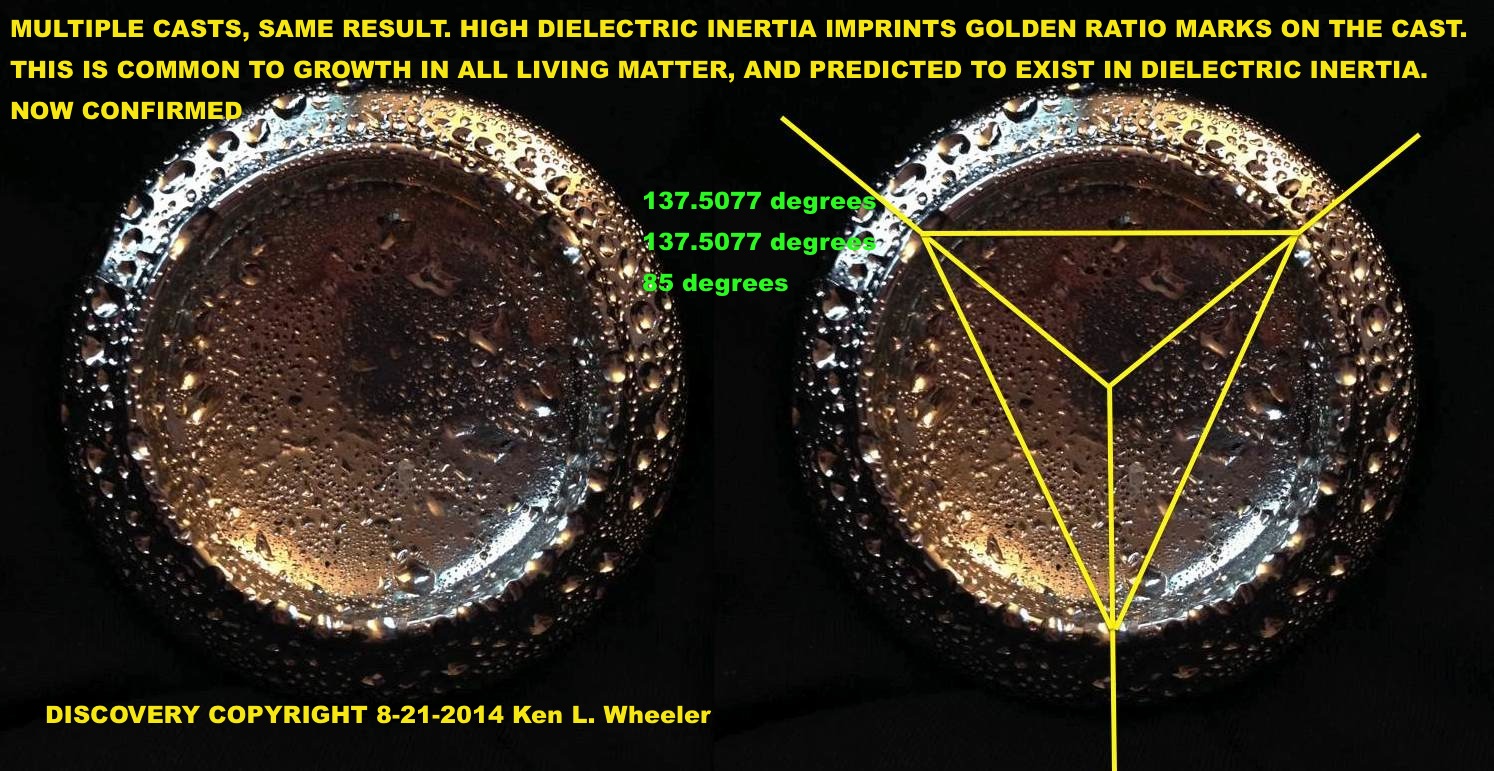 MULTIPLE CASTS, SAME RESULT. HIGH DIELECTRIC INERTIA IMPRINTS GOLDEN RATIO MARKS ON THE CAST.
THIS IS COMMON TO GROWTH IN ALL LIVING MATTER, AND PREDICTED TO EXIST IN DIELECTRIC INERTIA.
NOW CONFIRMED
137.5077 degrees
137.5077 degrees
85 degrees
DISCOVERY COPYRIGHT 8-21-2014 Ken L. Wheeler